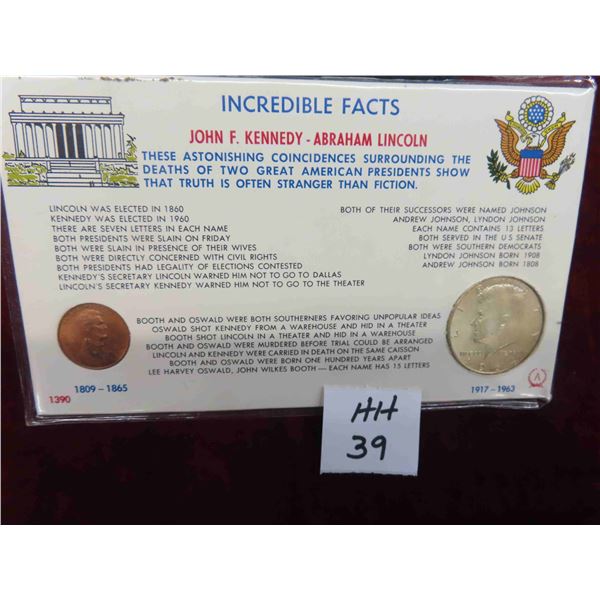 INCREDIBLE FACTS
JOHN F. KENNEDY - ABRAHAM LINCOLN
THESE ASTONISHING COINCIDENCES SURROUNDING THE
DEATHS OF TWO GREAT AMERICAN PRESIDENTS SHOW
THAT TRUTH IS OFTEN STRANGER THAN FICTION.
LINCOLN WAS ELECTED IN 1860
KENNEDY WAS ELECTED IN 1960
THERE ARE SEVEN LETTERS IN EACH NAME
BOTH PRESIDENTS WERE SLAIN ON FRIDAY
BOTH WERE SLAIN IN PRESENCE OF THEIR WIVES
BOTH WERE DIRECTLY CONCERNED WITH CIVIL RIGHTS
BOTH PRESIDENTS HAD LEGALITY OF ELECTIONS CONTESTED
KENNEDY'S SECRETARY LINCOLN WARNED HIM NOT TO GO TO DALLAS
LINCOLN'S SECRETARY KENNEDY WARNED HIM NOT TO GO TO THE THEATER
BOTH OF THEIR SUCCESSORS WERE NAMED JOHNSON
ANDREW JOHNSON, LYNDON JOHNSON
EACH NAME CONTAINS 13 LETTERS
BOTH SERVED IN THE U S SENATE
BOTH WERE SOUTHERN DEMOCRATS
LYNDON JOHNSON BORN 1908
ANDREW JOHNSON BORN 1808
BOOTH AND OSWALD WERE BOTH SOUTHERNERS FAVORING UNPOPULAR IDEAS
OSWALD SHOT KENNEDY FROM A WAREHOUSE AND HID IN A THEATER
BOOTH SHOT LINCOLN IN A THEATER AND HID IN A WAREHOUSE
BOOTH AND OSWALD WERE MURDERED BEFORE TRIAL COULD BE ARRANGED
LINCOLN AND KENNEDY WERE CARRIED IN DEATH ON THE SAME CAISSON
BOOTH AND OSWALD WERE BORN ONE HUNDRED YEARS APART
LEE HARVEY OSWALD, JOHN WILKES BOOTH — EACH NAME HAS 15 LETTERS
1809 - 1865
1390
1917 - 1963
A
HH
39